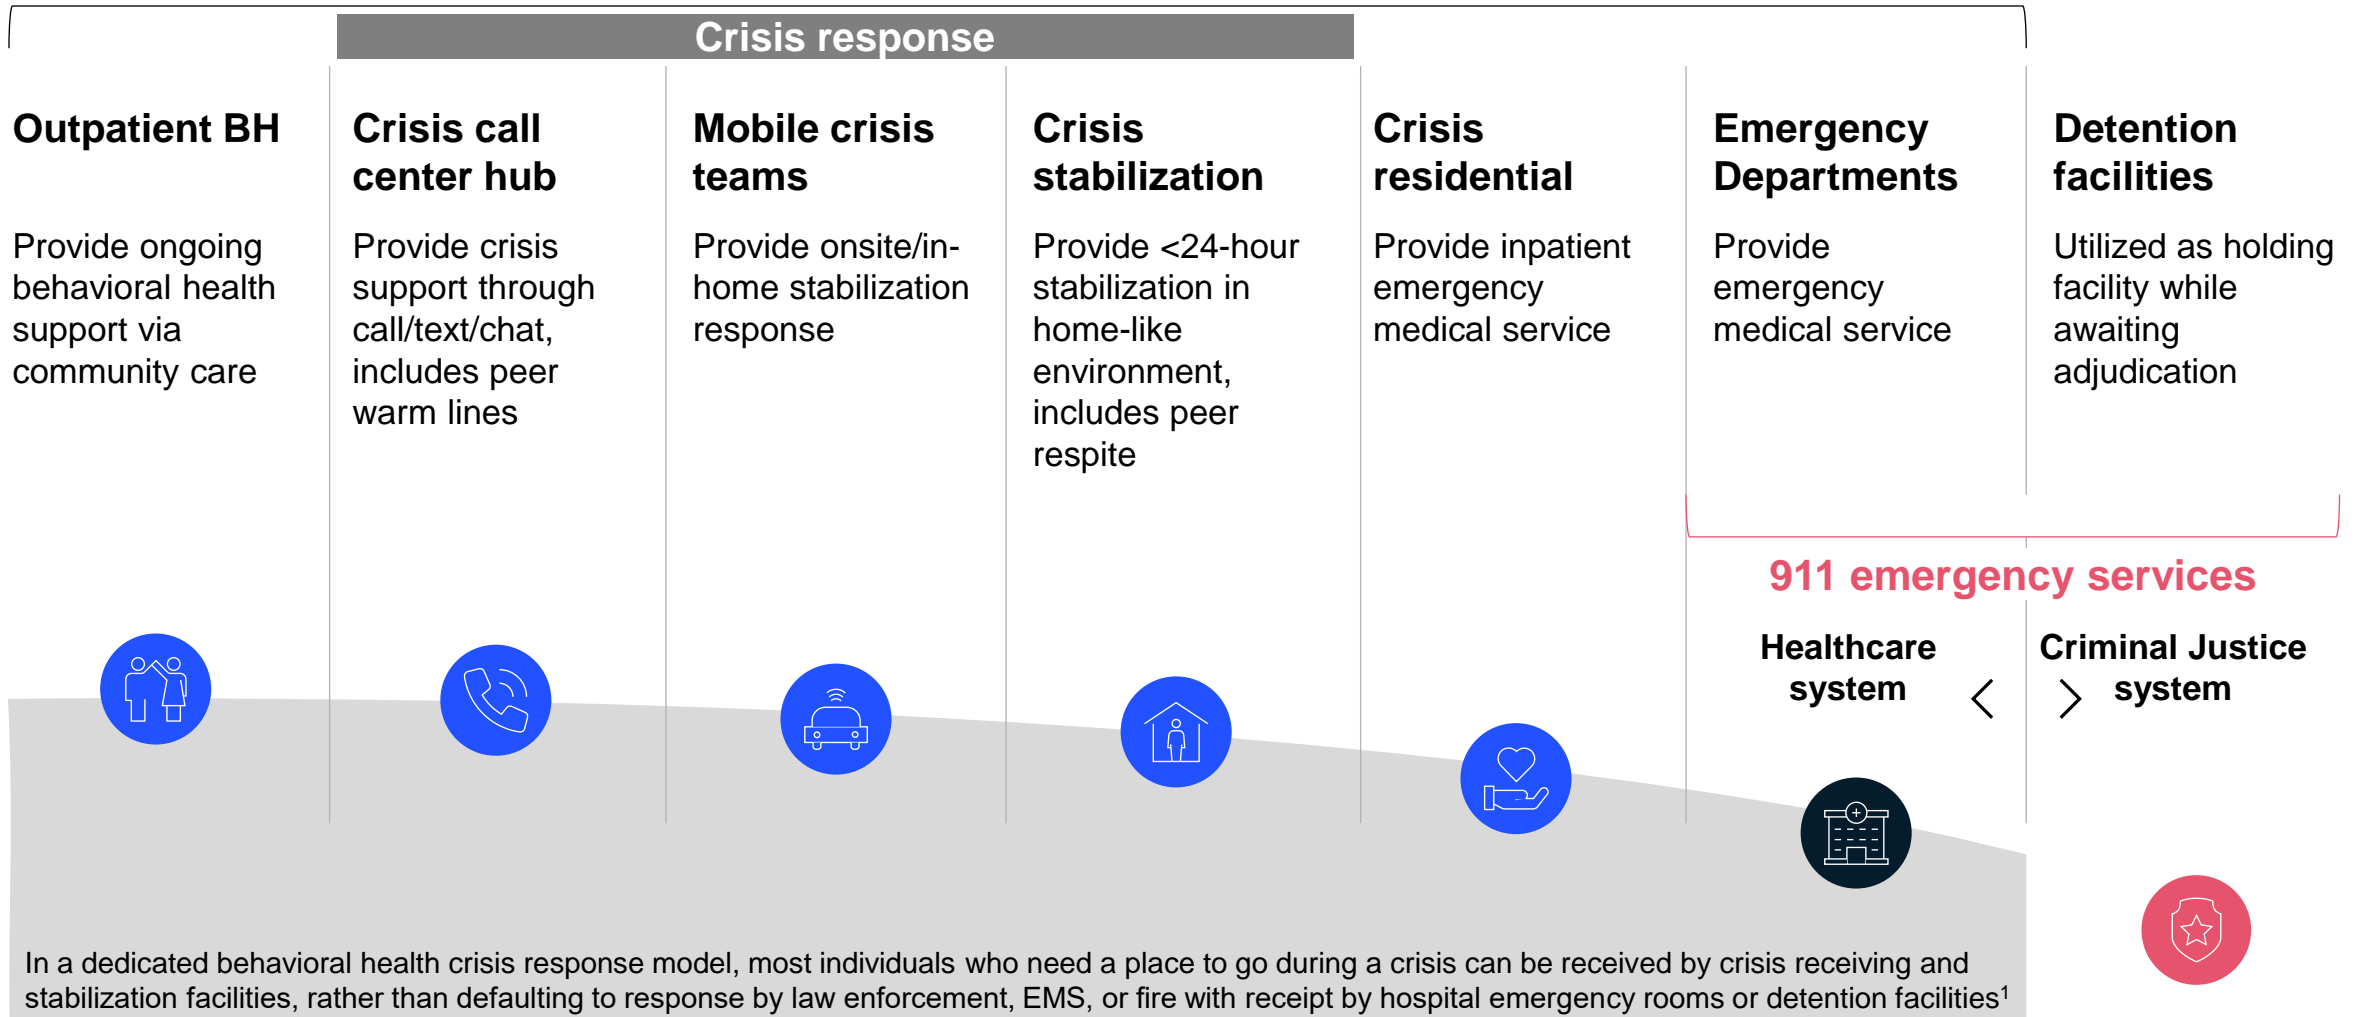 Crisis response
Outpatient BH
Provide ongoing
behavioral health
support via
community care
Crisis call
center hub
Provide crisis
support through
call/text/chat,
includes peer
warm lines
Mobile crisis
teams
Provide onsite/in-
home stabilization
response
Crisis
stabilization
Provide <24-hour
stabilization in
home-like
environment,
includes peer
respite
Crisis
residential
Provide inpatient
emergency
medical service
Emergency
Departments
Provide
emergency
medical service
Detention
facilities
Utilized as holding
facility while
awaiting
adjudication
911 emergency services
Healthcare
system
Criminal Justice
system
In a dedicated behavioral health crisis response model, most individuals who need a place to go during a crisis can be received by crisis receiving and
stabilization facilities, rather than defaulting to response by law enforcement, EMS, or fire with receipt by hospital emergency rooms or detention facilities¹